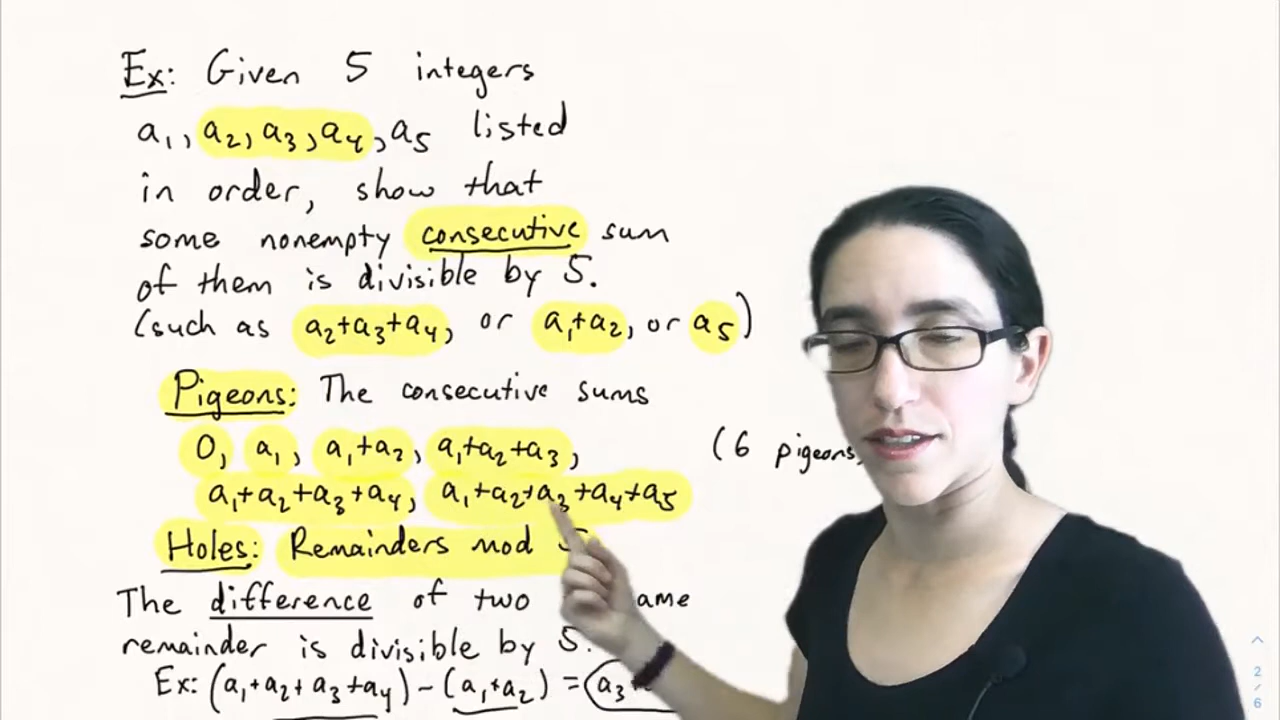 Ex: Given 5 integers
a₁, a₂, a₃, a₄, a₅ listed
in order, show that
some nonempty consecutive sum
of them is divisible by 5.
(such as a₂+a₃+a₄, or a₁+a₂, or a₅)
Pigeons: The consecutive sums
0, a₁, a₁+a₂, a₁+a₂+a₃, (6 pigeons
a₁+a₂+a₃+a₄, a₁+a₂+a₃+a₄+a₅
Holes: Remainders mod 5
The difference of two ame
remainder is divisible by 5.
Ex: (a₁+a₂+a₃+a₄) - (a₁+a₂) = a₃+
2
/
6